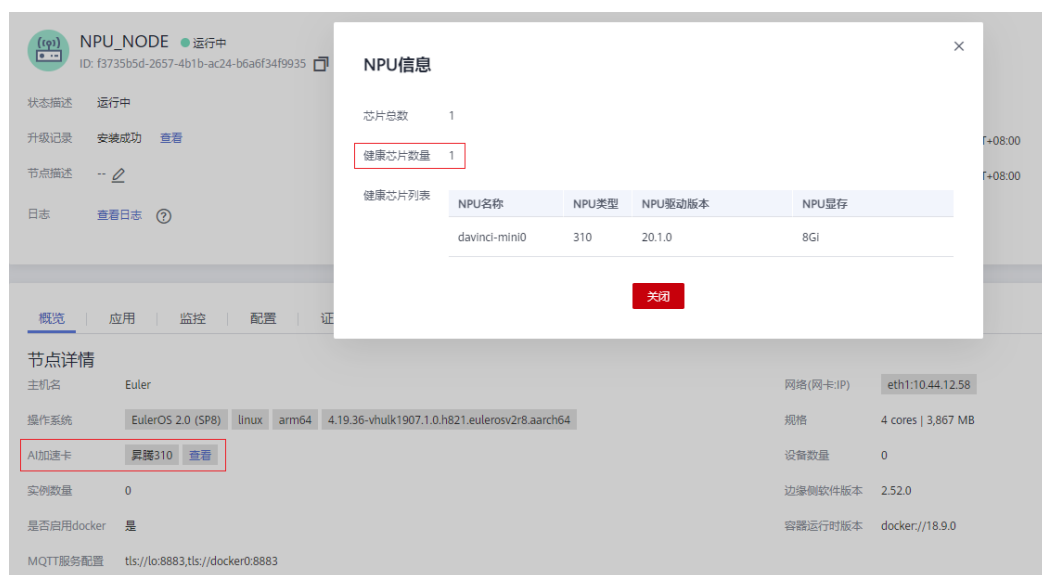 NPU_NODE 运行中
ID: f3735b5d-2657-4b1b-ac24-b6a6f34f9935
状态描述 运行中
升级记录 安装成功 查看
节点描述 --
日志 查看日志 ?
T+08:00
T+08:00
NPU信息
芯片总数 1
健康芯片数量 1
健康芯片列表
NPU名称 NPU类型 NPU驱动版本 NPU显存
davinci-mini0 310 20.1.0 8Gi
关闭
概览 应用 监控 配置 证
节点详情
主机名 Euler 网络(网卡:IP) eth1:10.44.12.58
操作系统 EulerOS 2.0 (SP8) linux arm64 4.19.36-vhulk1907.1.0.h821.eulerosv2r8.aarch64 规格 4 cores | 3,867 MB
AI加速卡 昇腾310 查看 设备数量 0
实例数量 0 边缘侧软件版本 2.52.0
是否启用docker 是 容器运行时版本 docker://18.9.0
MQTT服务配置 tls://lo:8883,tls://docker0:8883